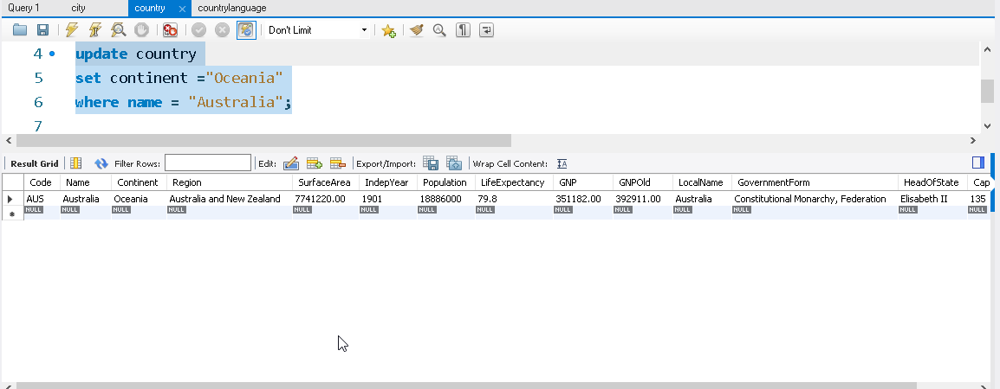 Query 1 city country countrylanguage
Don't Limit
4 update country
5 set continent ="Oceania"
6 where name = "Australia";
7
Result Grid Filter Rows: Edit: Export/Import: Wrap Cell Content:
Code Name Continent Region SurfaceArea IndepYear Population LifeExpectancy GNP GNPOld LocalName GovernmentForm HeadOfState Cap
AUS Australia Oceania Australia and New Zealand 7741220.00 1901 18886000 79.8 351182.00 392911.00 Australia Constitutional Monarchy, Federation Elisabeth II 135
NULL NULL NULL NULL NULL NULL NULL NULL NULL NULL NULL NULL NULL NULL